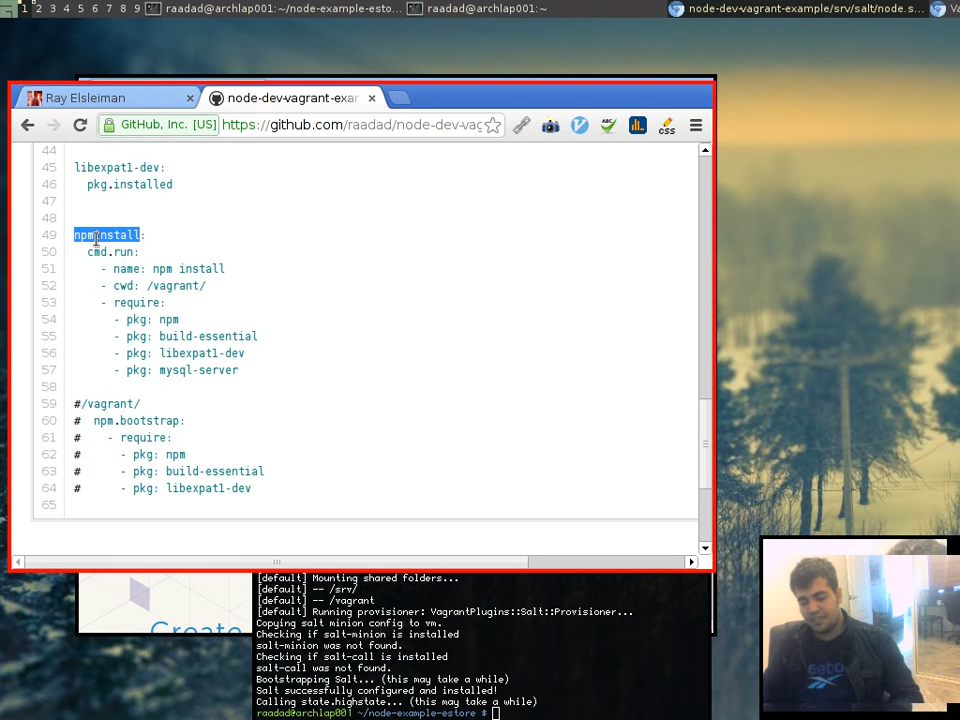 1 2 3 4 5 6 7 8 9 raadad@archlap001:~/node-example-esto... raadad@archlap001:~ node-dev-vagrant-example/srv/salt/node.s... Va
Ray Elsleiman × node-dev-vagrant-exar ×
GitHub, Inc. [US] https://github.com/raadad/node-dev-vag
44
45 libexpat1-dev:
46 pkg.installed
47
48
49 npminstall:
50 cmd.run:
51 - name: npm install
52 - cwd: /vagrant/
53 - require:
54 - pkg: npm
55 - pkg: build-essential
56 - pkg: libexpat1-dev
57 - pkg: mysql-server
58
59 #/vagrant/
60 # npm.bootstrap:
61 # - require:
62 # - pkg: npm
63 # - pkg: build-essential
64 # - pkg: libexpat1-dev
65
Create
[default] Mounting shared folders...
[default] -- /srv/
[default] -- /vagrant
[default] Running provisioner: VagrantPlugins::Salt::Provisioner...
Copying salt minion config to vm.
Checking if salt-minion is installed
salt-minion was not found.
Checking if salt-call is installed
salt-call was not found.
Bootstrapping Salt... (this may take a while)
Salt successfully configured and installed!
Calling state.highstate... (this may take a while)
raadad@archlap001 ~/node-example-estore $
Reebok